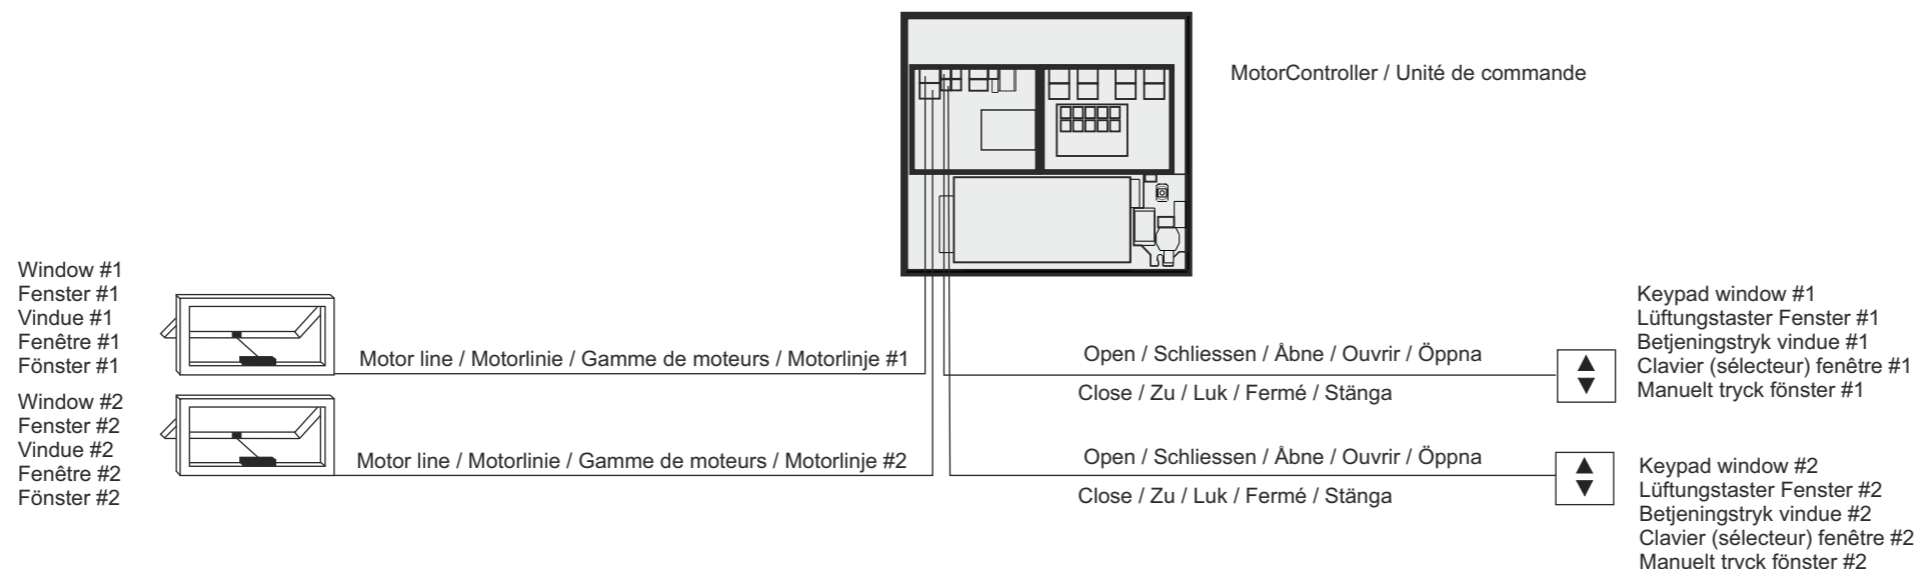 MotorController / Unité de commande
Window #1
Fenster #1
Vindue #1
Fenêtre #1
Fönster #1
Motor line / Motorlinie / Gamme de moteurs / Motorlinje #1
Open / Schliessen / Åbne / Ouvrir / Öppna
Close / Zu / Luk / Fermé / Stänga
Keypad window #1
Lüftungstaster Fenster #1
Betjeningstryk vindue #1
Clavier (sélecteur) fenêtre #1
Manuelt tryck fönster #1
Window #2
Fenster #2
Vindue #2
Fenêtre #2
Fönster #2
Motor line / Motorlinie / Gamme de moteurs / Motorlinje #2
Open / Schliessen / Åbne / Ouvrir / Öppna
Close / Zu / Luk / Fermé / Stänga
Keypad window #2
Lüftungstaster Fenster #2
Betjeningstryk vindue #2
Clavier (sélecteur) fenêtre #2
Manuelt tryck fönster #2